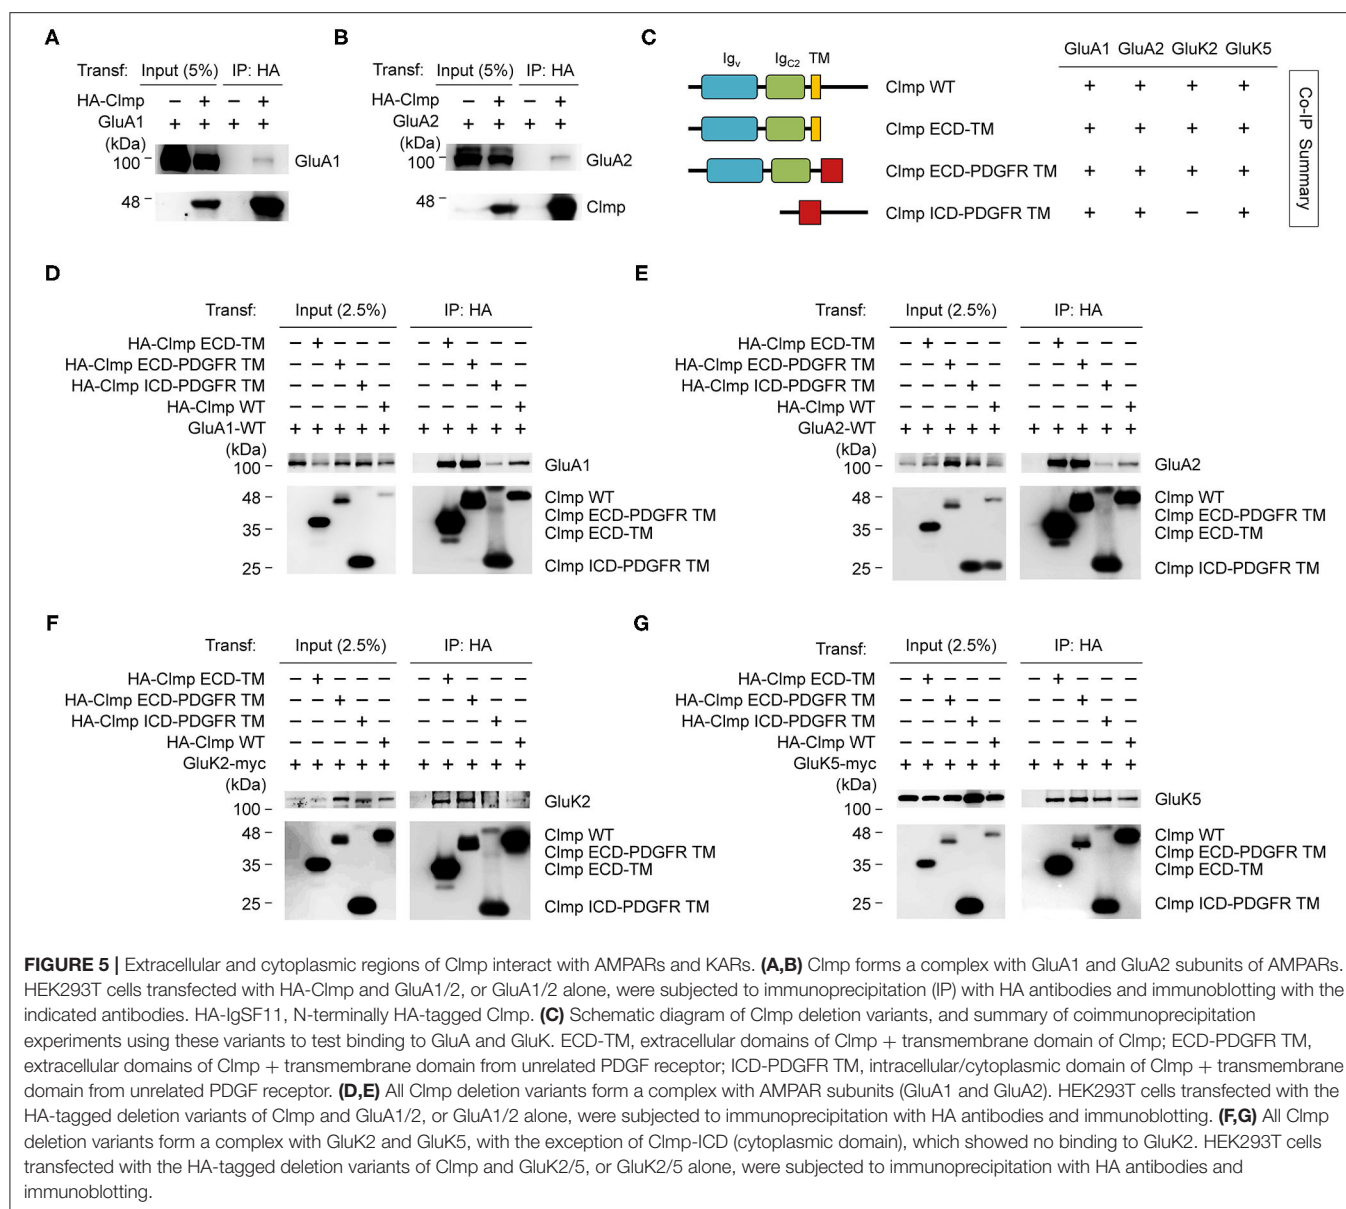 A
Transf: Input (5%) IP: HA
HA-Clmp − + − +
GluA1 + + + +
(kDa)
100 − GluA1
48 −
B
Transf: Input (5%) IP: HA
HA-Clmp − + − +
GluA2 + + + +
(kDa)
100 − GluA2
48 − Clmp
C
Igv IgC2 TM
GluA1 GluA2 GluK2 GluK5
Clmp WT + + + +
Clmp ECD-TM + + + +
Clmp ECD-PDGFR TM + + + +
Clmp ICD-PDGFR TM + + − +
Co-IP Summary
D
Transf: Input (2.5%) IP: HA
HA-Clmp ECD-TM − + − − − − + − − −
HA-Clmp ECD-PDGFR TM − − + − − − − + − −
HA-Clmp ICD-PDGFR TM − − − + − − − − + −
HA-Clmp WT − − − − + − − − − +
GluA1-WT + + + + + + + + + +
(kDa)
100 − GluA1
48 − Clmp WT
Clmp ECD-PDGFR TM
35 − Clmp ECD-TM
25 − Clmp ICD-PDGFR TM
E
Transf: Input (2.5%) IP: HA
HA-Clmp ECD-TM − + − − − − + − − −
HA-Clmp ECD-PDGFR TM − − + − − − − + − −
HA-Clmp ICD-PDGFR TM − − − + − − − − + −
HA-Clmp WT − − − − + − − − − +
GluA2-WT + + + + + + + + + +
(kDa)
100 − GluA2
48 − Clmp WT
Clmp ECD-PDGFR TM
35 − Clmp ECD-TM
25 − Clmp ICD-PDGFR TM
F
Transf: Input (2.5%) IP: HA
HA-Clmp ECD-TM − + − − − − + − − −
HA-Clmp ECD-PDGFR TM − − + − − − − + − −
HA-Clmp ICD-PDGFR TM − − − + − − − − + −
HA-Clmp WT − − − − + − − − − +
GluK2-myc + + + + + + + + + +
(kDa)
100 − GluK2
48 − Clmp WT
Clmp ECD-PDGFR TM
35 − Clmp ECD-TM
25 − Clmp ICD-PDGFR TM
G
Transf: Input (2.5%) IP: HA
HA-Clmp ECD-TM − + − − − − + − − −
HA-Clmp ECD-PDGFR TM − − + − − − − + − −
HA-Clmp ICD-PDGFR TM − − − + − − − − + −
HA-Clmp WT − − − − + − − − − +
GluK5-myc + + + + + + + + + +
(kDa)
100 − GluK5
48 − Clmp WT
Clmp ECD-PDGFR TM
35 − Clmp ECD-TM
25 − Clmp ICD-PDGFR TM
FIGURE 5 | Extracellular and cytoplasmic regions of Clmp interact with AMPARs and KARs. (A,B) Clmp forms a complex with GluA1 and GluA2 subunits of AMPARs.
HEK293T cells transfected with HA-Clmp and GluA1/2, or GluA1/2 alone, were subjected to immunoprecipitation (IP) with HA antibodies and immunoblotting with the
indicated antibodies. HA-IgSF11, N-terminally HA-tagged Clmp. (C) Schematic diagram of Clmp deletion variants, and summary of coimmunoprecipitation
experiments using these variants to test binding to GluA and GluK. ECD-TM, extracellular domains of Clmp + transmembrane domain of Clmp; ECD-PDGFR TM,
extracellular domains of Clmp + transmembrane domain from unrelated PDGF receptor; ICD-PDGFR TM, intracellular/cytoplasmic domain of Clmp + transmembrane
domain from unrelated PDGF receptor. (D,E) All Clmp deletion variants form a complex with AMPAR subunits (GluA1 and GluA2). HEK293T cells transfected with the
HA-tagged deletion variants of Clmp and GluA1/2, or GluA1/2 alone, were subjected to immunoprecipitation with HA antibodies and immunoblotting. (F,G) All Clmp
deletion variants form a complex with GluK2 and GluK5, with the exception of Clmp-ICD (cytoplasmic domain), which showed no binding to GluK2. HEK293T cells
transfected with the HA-tagged deletion variants of Clmp and GluK2/5, or GluK2/5 alone, were subjected to immunoprecipitation with HA antibodies and
immunoblotting.